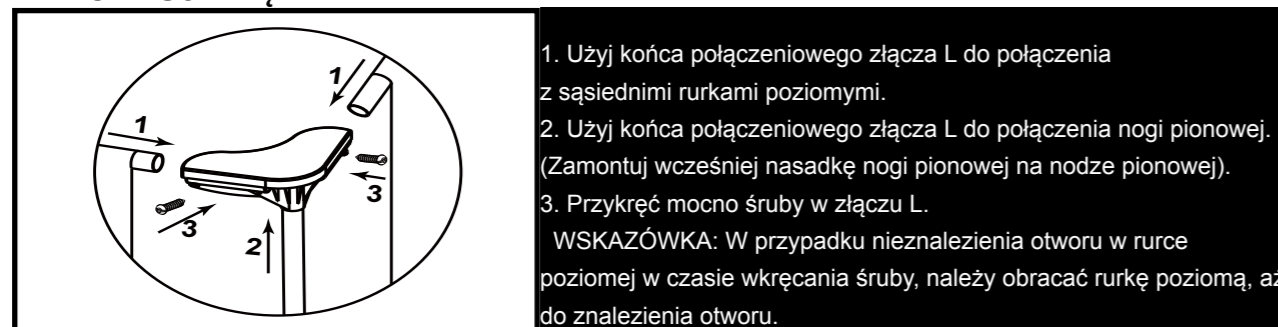 1
1
3
3
2
1. Użyj końca połączeniowego złącza L do połączenia
z sąsiednimi rurkami poziomymi.
2. Użyj końca połączeniowego złącza L do połączenia nogi pionowej.
(Zamontuj wcześniej nasadkę nogi pionowej na nodze pionowej).
3. Przykręć mocno śruby w złączu L.
WSKAZÓWKA: W przypadku nieznalezienia otworu w rurce
poziomej w czasie wkręcania śruby, należy obracać rurkę poziomą,
do znalezienia otworu.